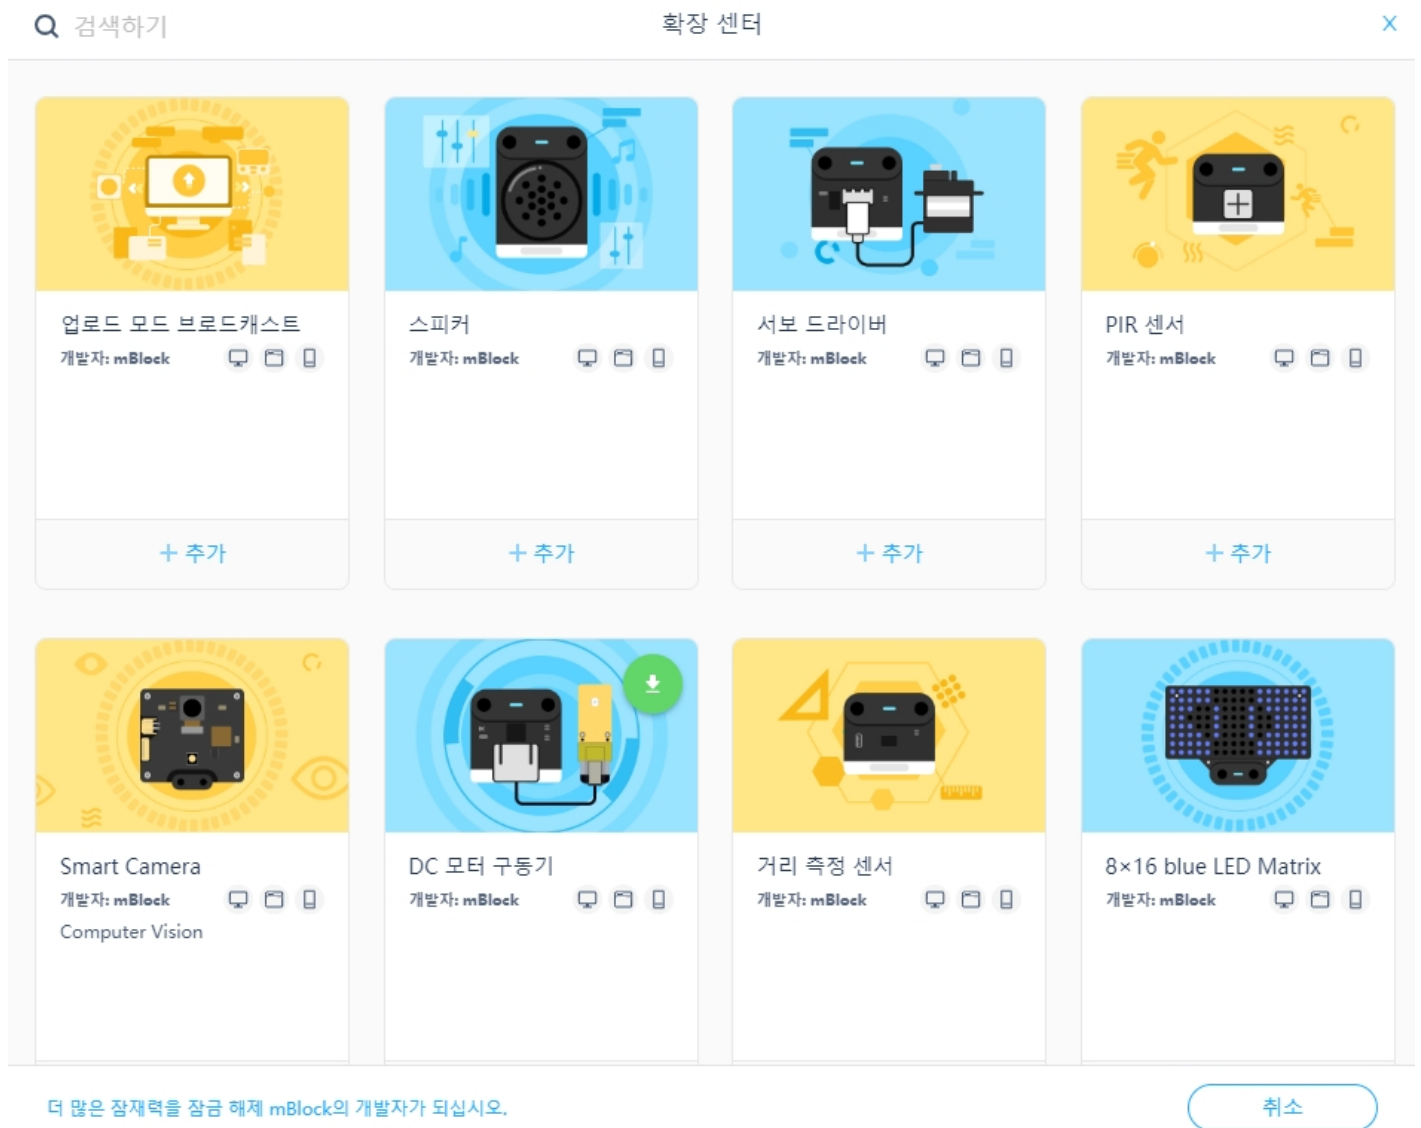 검색하기
확장 센터
X
업로드 모드 브로드캐스트
개발자: mBlock
+ 추가
스피커
개발자: mBlock
+ 추가
서보 드라이버
개발자: mBlock
+ 추가
PIR 센서
개발자: mBlock
+ 추가
Smart Camera
개발자: mBlock
Computer Vision
DC 모터 구동기
개발자: mBlock
거리 측정 센서
개발자: mBlock
8×16 blue LED Matrix
개발자: mBlock
더 많은 잠재력을 잠금 해제 mBlock의 개발자가 되십시오.
취소